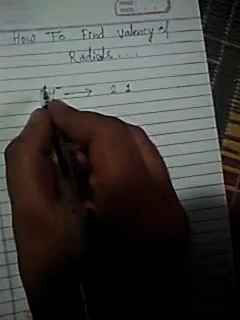 How To Find valency of
Radicals...
→ 2 1